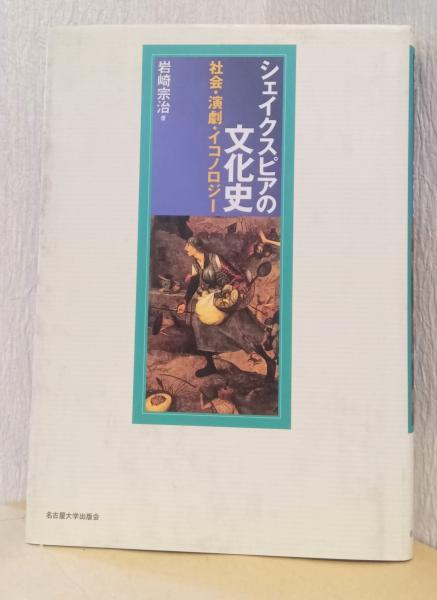 シェイクスピアの
文化史
社会・演劇・イコノロジー
岩崎宗治 著
名古屋大学出版会